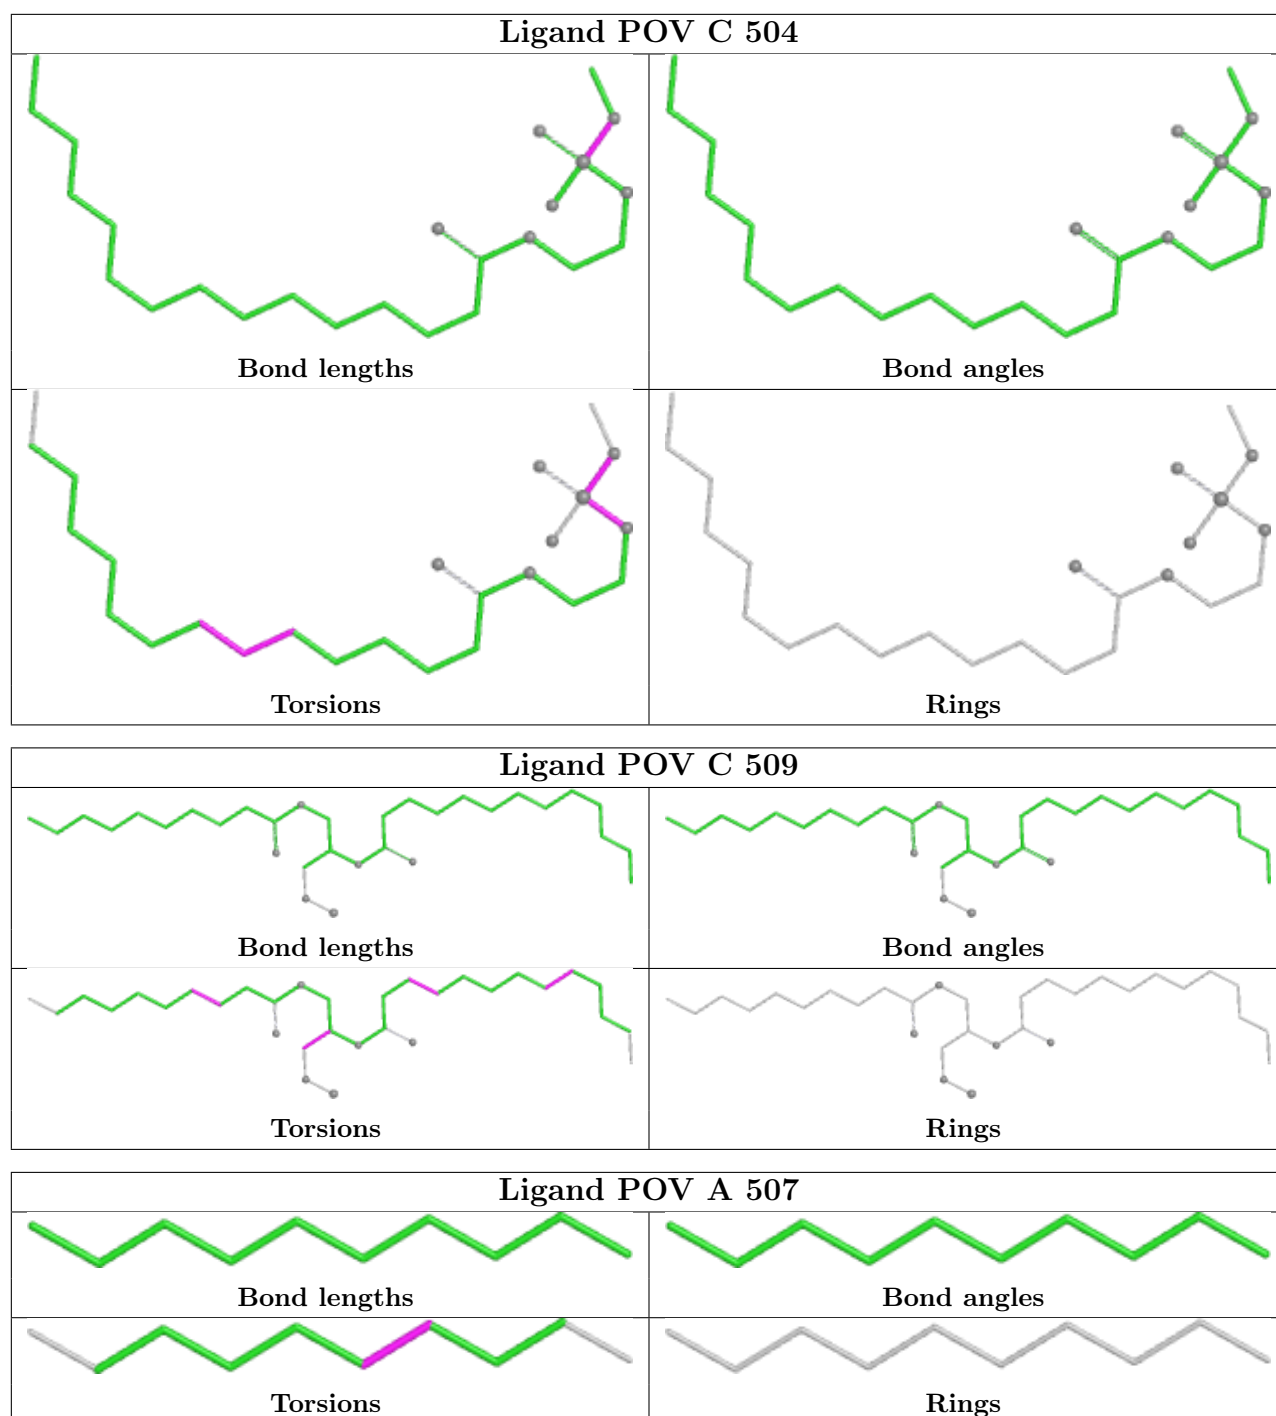 Ligand POV C 504
Bond lengths
Bond angles
Torsions
Rings
Ligand POV C 509
Bond lengths
Bond angles
Torsions
Rings
Ligand POV A 507
Bond lengths
Bond angles
Torsions
Rings